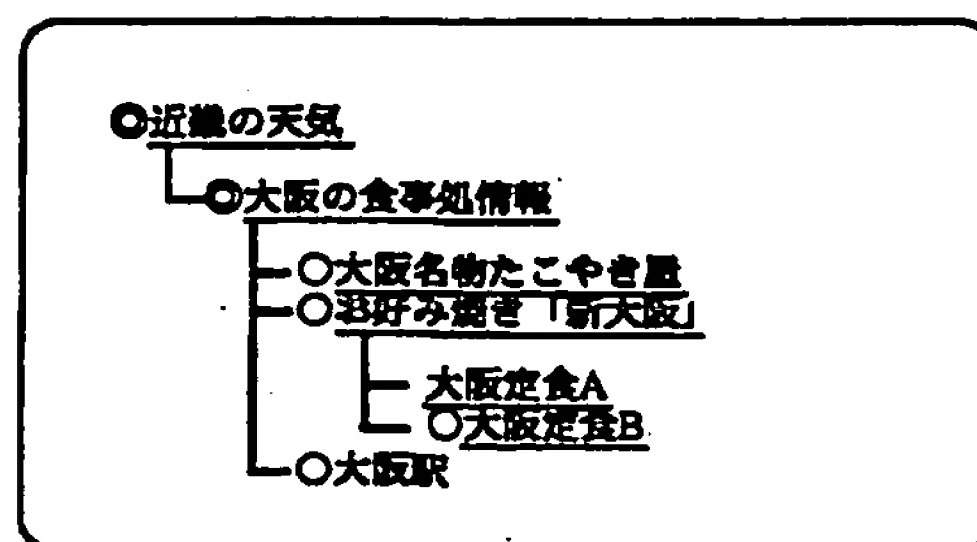 ◎近畿の天気
◎大阪の食事処情報
○大阪名物たこやき屋
○お好み焼き「新大阪」
大阪定食A
○大阪定食B
○大阪駅